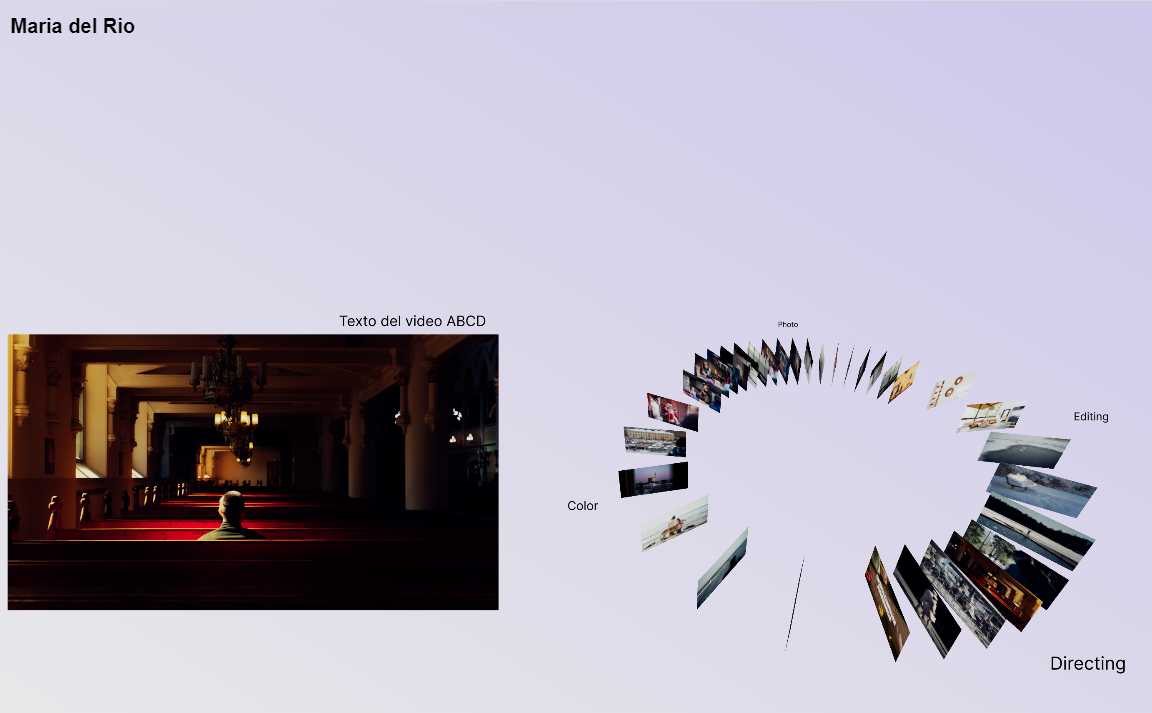 Maria del Rio
Texto del video ABCD
Photo
Editing
Color
Directing